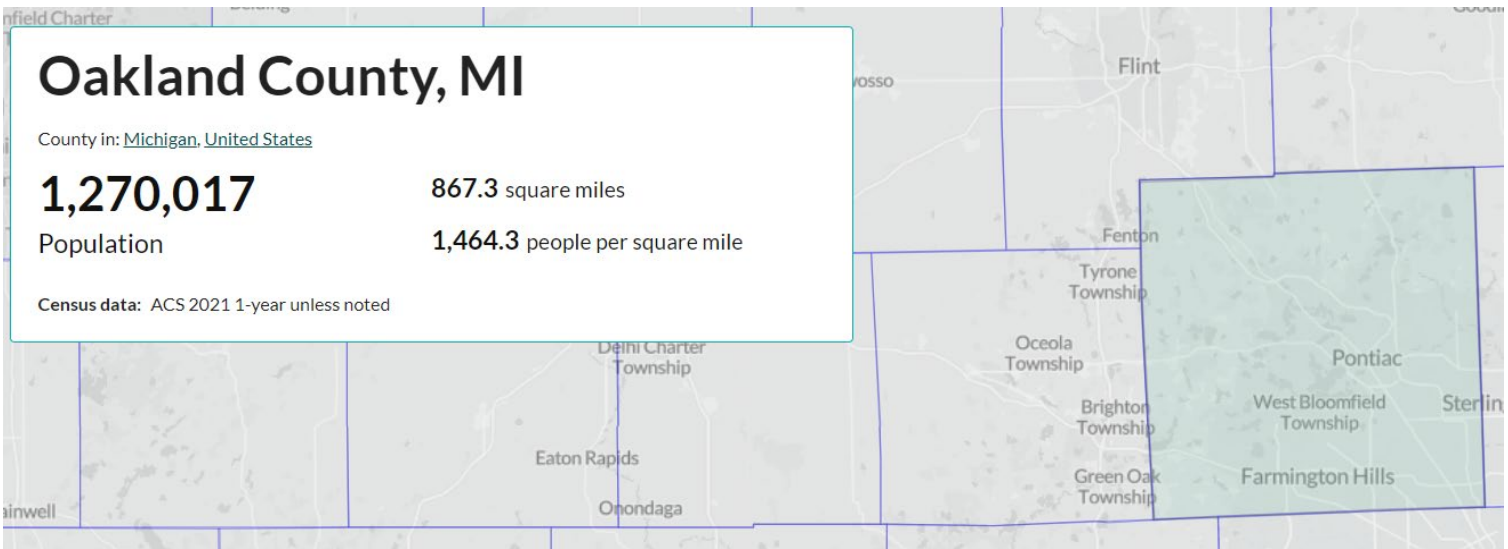 nfield Charter
Oakland County, MI
County in: Michigan, United States
1,270,017
Population
867.3 square miles
1,464.3 people per square mile
Census data: ACS 2021 1-year unless noted
Flint
Fenton
Tyrone
Township
Oceola
Township
Delhi Charter
Township
Pontiac
Brighton
Township
West Bloomfield
Township
Eaton Rapids
Green Oak
Township
Farmington Hills
Onondaga